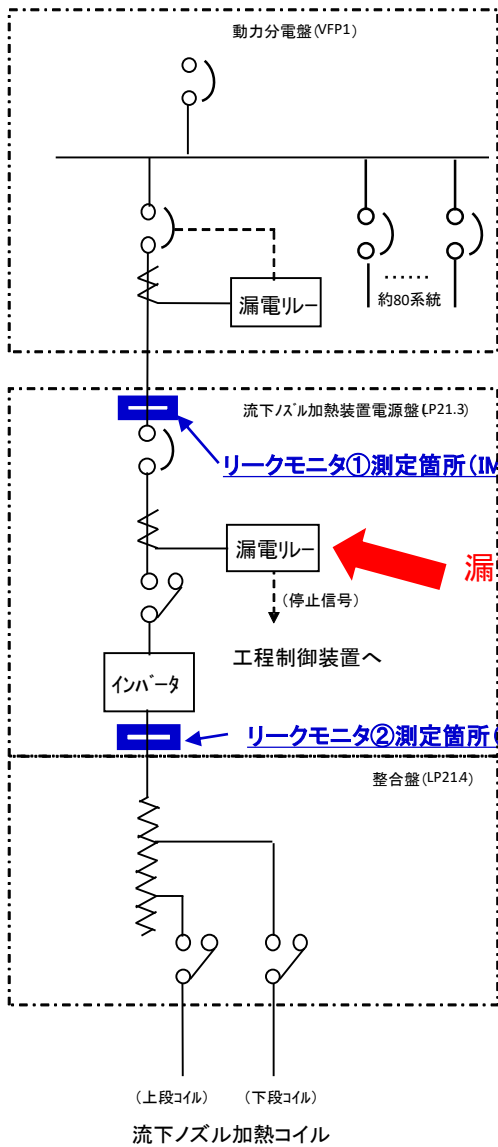 動力分電盤(VFP1)
漏電リレー
‥‥‥
約80系統
流下ノズル加熱装置電源盤(LP21.3)
リークモニタ①測定箇所(IM
漏電リレー
漏
(停止信号)
工程制御装置へ
インバータ
リークモニタ②測定箇所(
整合盤(LP21.4)
(上段コイル)
(下段コイル)
流下ノズル加熱コイル